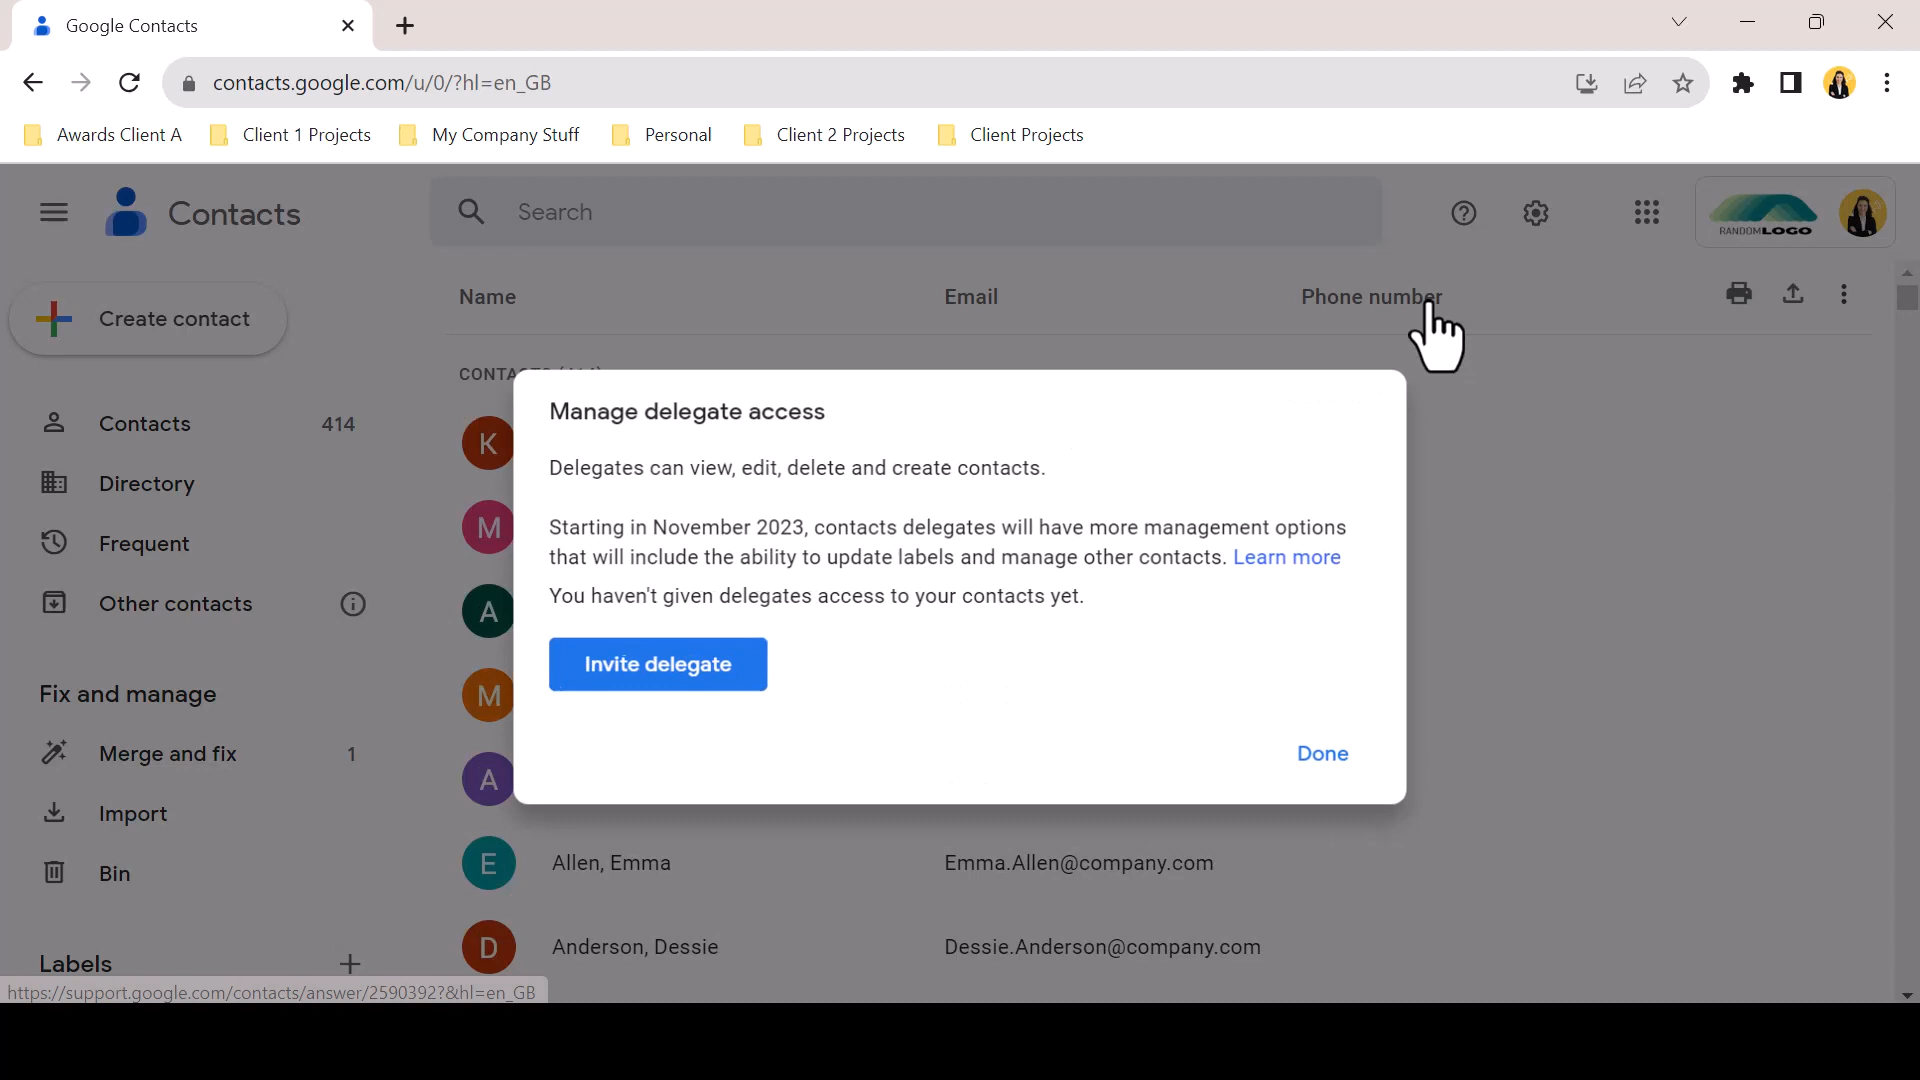 Google Contacts
contacts.google.com/u/0/?hl=en_GB
Awards Client A
Client 1 Projects
My Company Stuff
Personal
Client 2 Projects
Client Projects
Contacts
Search
RANDOMLOGO
Create contact
Name
Email
Phone number
Contacts
414
Directory
Frequent
Other contacts
Fix and manage
Merge and fix
1
Import
Bin
Labels
K
M
A
M
A
Manage delegate access
Delegates can view, edit, delete and create contacts.
Starting in November 2023, contacts delegates will have more management options
that will include the ability to update labels and manage other contacts. Learn more
You haven't given delegates access to your contacts yet.
Invite delegate
Done
E
Allen, Emma
Emma.Allen@company.com
D
Anderson, Dessie
Dessie.Anderson@company.com
https://support.google.com/contacts/answer/2590392?&hl=en_GB